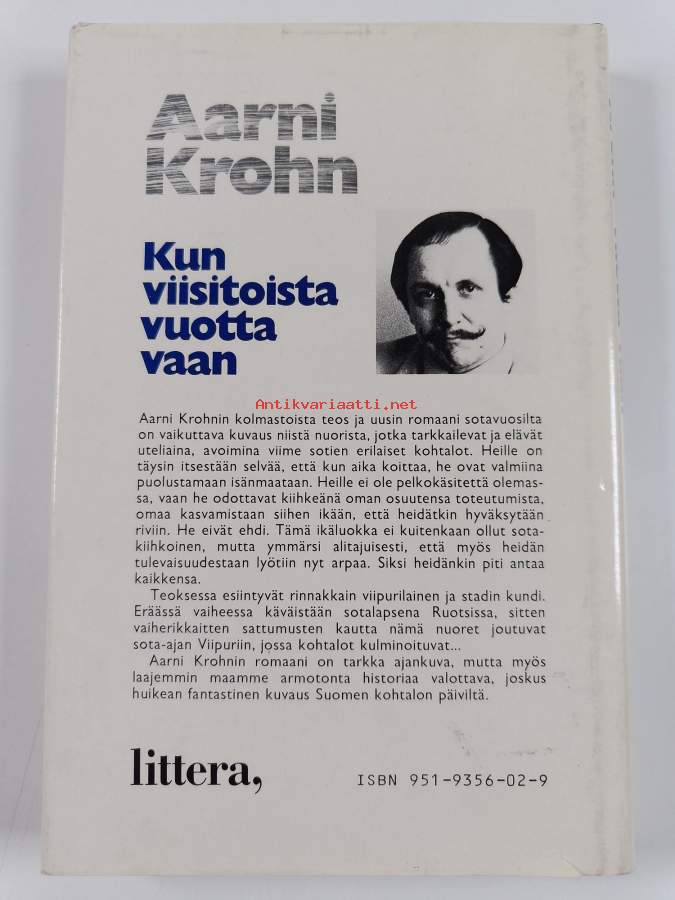 Aarni
Krohn
Kun
viisitoista
vuotta
vaan
Antikvariaatti.net
Aarni Krohnin kolmastoista teos ja uusin romaani sotavuosilta
on vaikuttava kuvaus niistä nuorista, jotka tarkkailevat ja elävät
uteliaina, avoimina viime sotien erilaiset kohtalot. Heille on
täysin itsestään selvää, että kun aika koittaa, he ovat valmiina
puolustamaan isänmaataan. Heille ei ole pelkokäsitettä olemas-
sa, vaan he odottavat kiihkeänä oman osuutensa toteutumista,
omaa kasvamistaan siihen ikään, että heidätkin hyväksytään
riviin. He eivät ehdi. Tämä ikäluokka ei kuitenkaan ollut sota-
kiihkoinen, mutta ymmärsi alitajuisesti, että myös heidän
tulevaisuudestaan lyötiin nyt arpaa. Siksi heidänkin piti antaa
kaikkensa.
Teoksessa esiintyvät rinnakkain viipurilainen ja stadin kundi.
Eräässä vaiheessa käväistään sotalapsena Ruotsissa, sitten
vaiherikkaitten sattumusten kautta nämä nuoret joutuvat
sota-ajan Viipuriin, jossa kohtalot kulminoituvat...
Aarni Krohnin romaani on tarkka ajankuva, mutta myös
laajemmin maamme armotonta historiaa valottava, joskus
huikean fantastinen kuvaus Suomen kohtalon päiviltä.
littera,
ISBN 951-9356-02-9